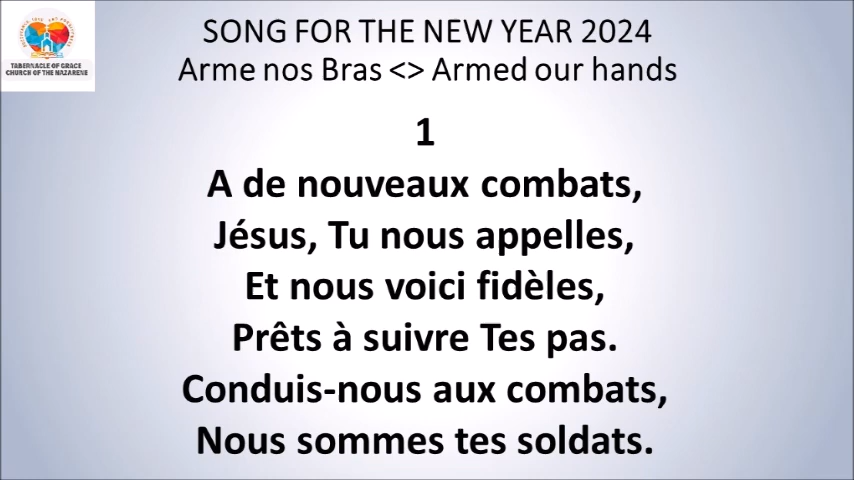 SONG FOR THE NEW YEAR 2024
Arme nos Bras <> Armed our hands
TABERNACLE OF GRACE
CHURCH OF THE NAZARENE
1
A de nouveaux combats,
Jésus, Tu nous appelles,
Et nous voici fidèles,
Prêts à suivre Tes pas.
Conduis-nous aux combats,
Nous sommes tes soldats.